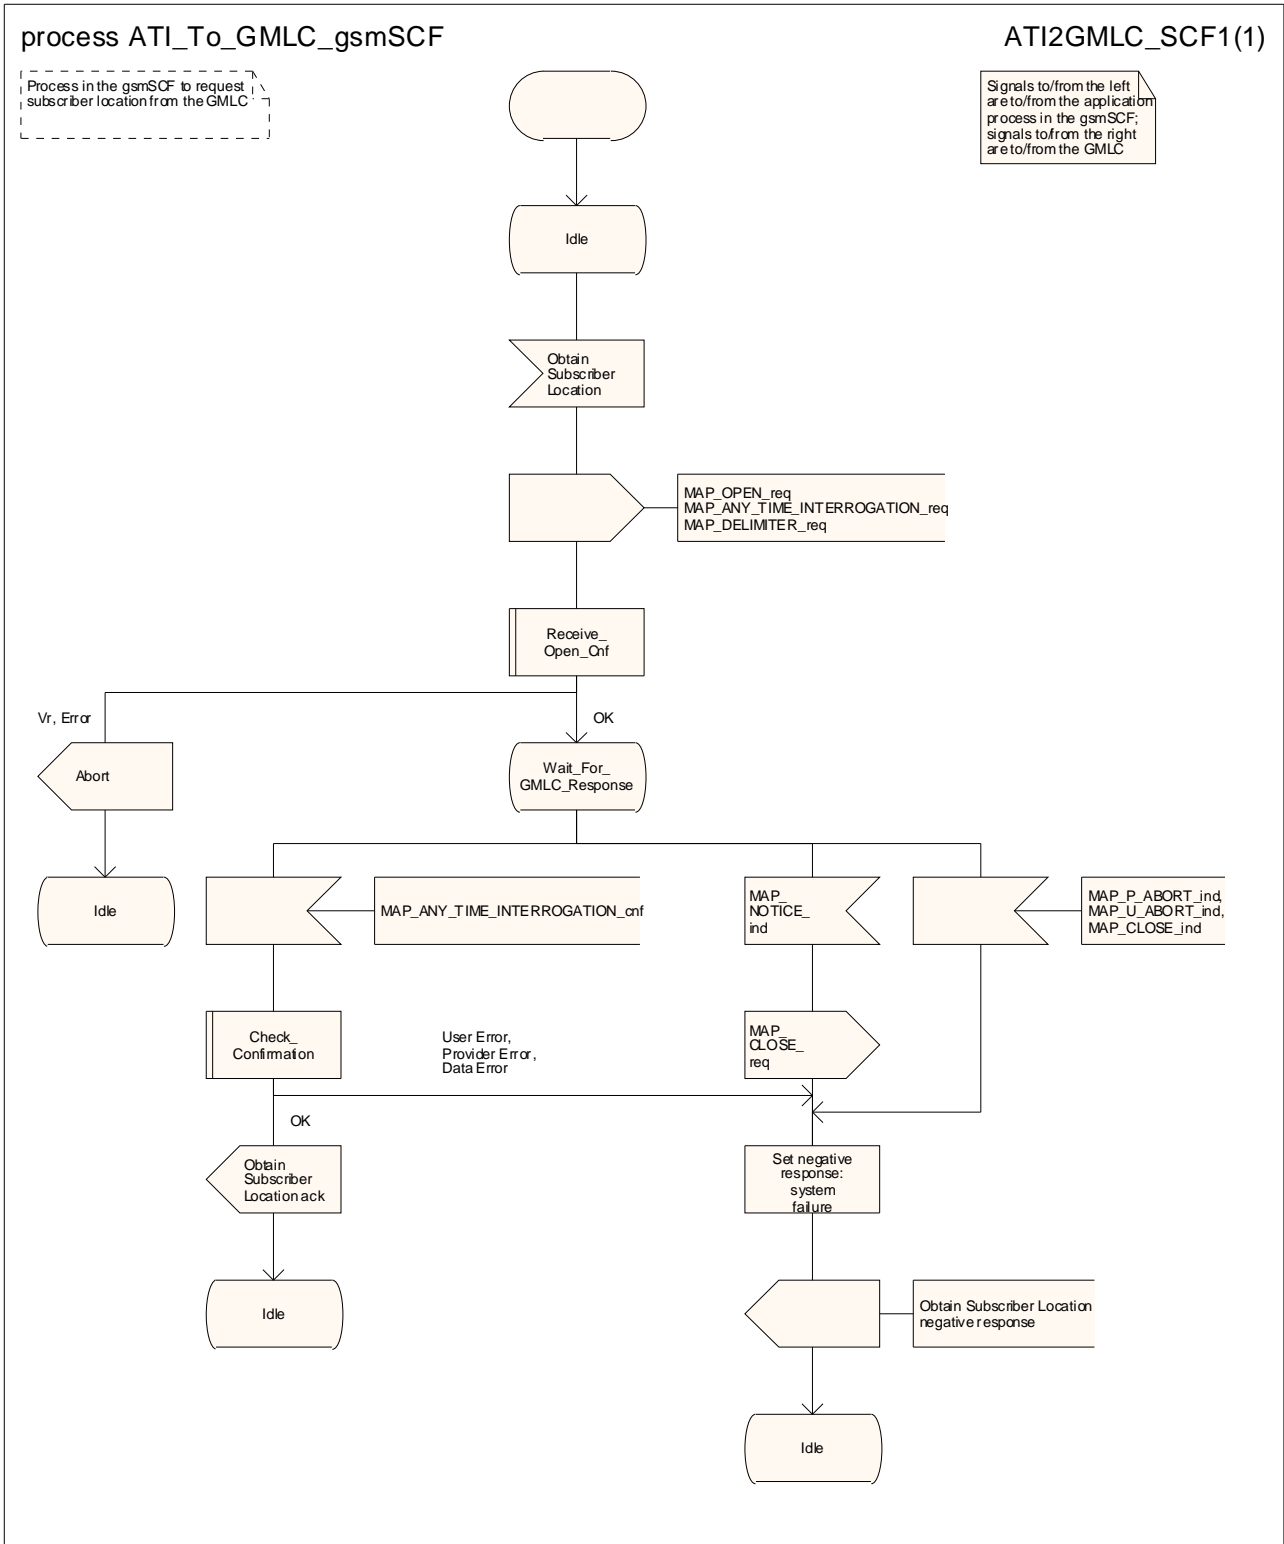 process ATI_To_GMLC_gsmSCF
ATI2GMLC_SCF1(1)
Process in the gsmSCF to request
subscriber location from the GMLC
Signals to/from the left
are to/from the application
process in the gsmSCF;
signals to/from the right
are to/from the GMLC
Idle
Obtain
Subscriber
Location
MAP_OPEN_req
MAP_ANY_TIME_INTERROGATION_req
MAP_DELIMITER_req
Receive_
Open_Cnf
Vr, Error
OK
Abort
Wait_For_
GMLC_Response
Idle
MAP_ANY_TIME_INTERROGATION_cnf
MAP_
NOTICE_
ind
MAP_P_ABORT_ind,
MAP_U_ABORT_ind,
MAP_CLOSE_ind
Check_
Confirmation
User Error,
Provider Error,
Data Error
MAP_
CLOSE_
req
OK
Obtain
Subscriber
Location ack
Set negative
response:
system
failure
Idle
Obtain Subscriber Location
negative response
Idle